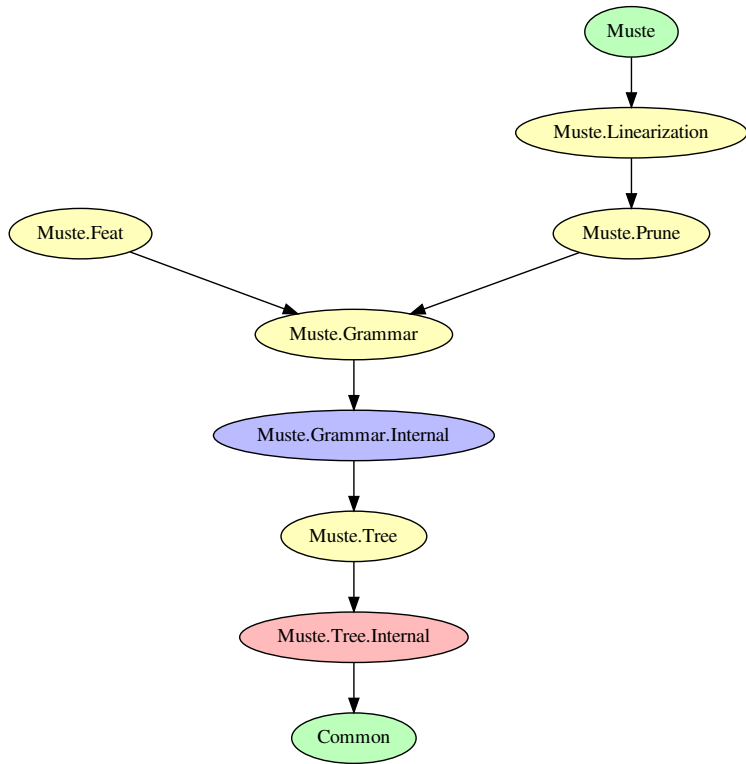 Muste
Muste.Linearization
Muste.Feat
Muste.Prune
Muste.Grammar
Muste.Grammar.Internal
Muste.Tree
Muste.Tree.Internal
Common